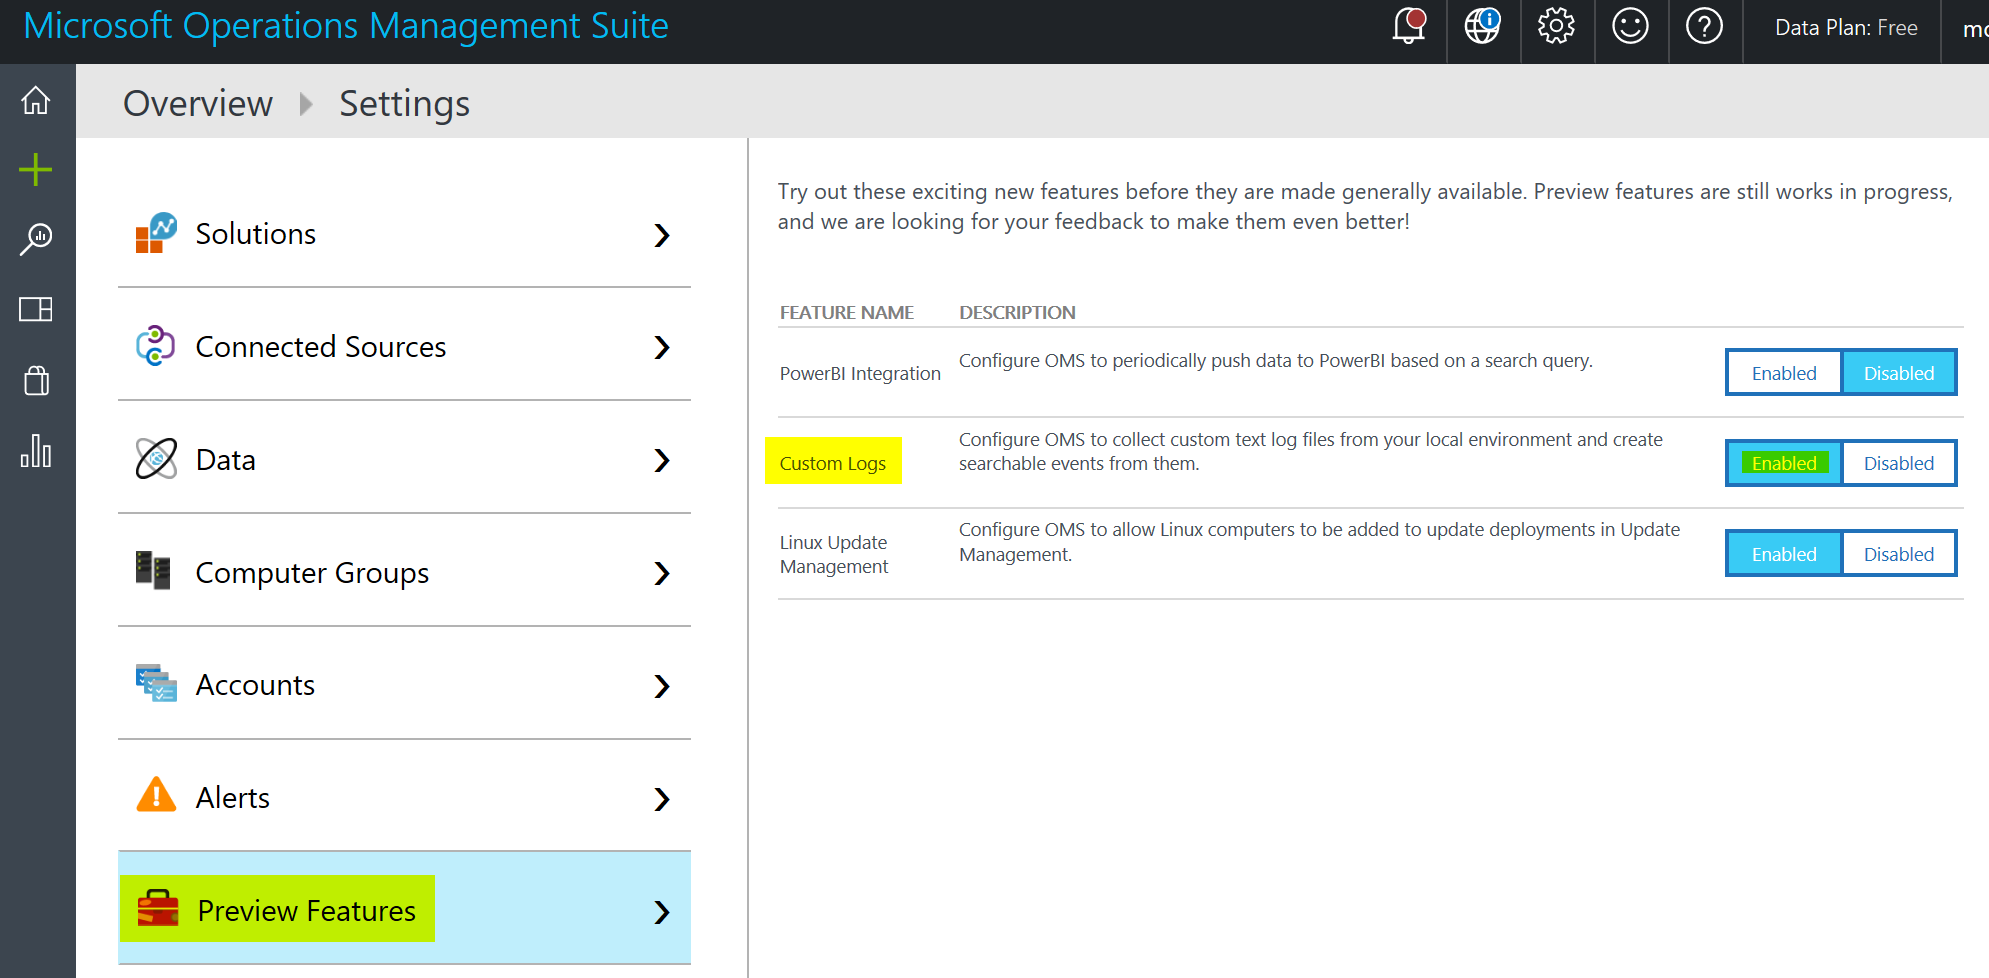 Microsoft Operations Management Suite
Data Plan: Free
Overview
Settings
Solutions
Connected Sources
Data
Computer Groups
Accounts
Alerts
Preview Features
Try out these exciting new features before they are made generally available. Preview features are still works in progress,
and we are looking for your feedback to make them even better!
FEATURE NAME
DESCRIPTION
PowerBI Integration
Configure OMS to periodically push data to PowerBI based on a search query.
Enabled
Disabled
Custom Logs
Configure OMS to collect custom text log files from your local environment and create
searchable events from them.
Enabled
Disabled
Linux Update
Management
Configure OMS to allow Linux computers to be added to update deployments in Update
Management.
Enabled
Disabled